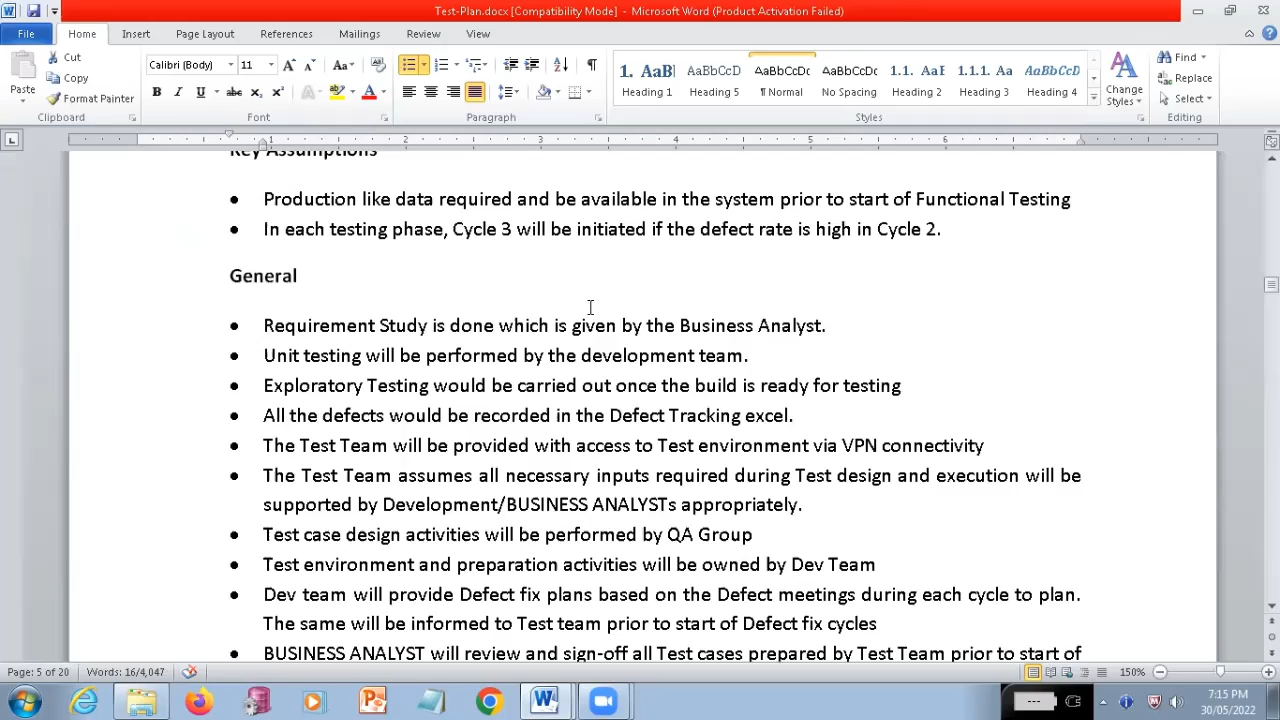 Test-Plan.docx [Compatibility Mode] - Microsoft Word (Product Activation Failed)
File Home Insert Page Layout References Mailings Review View
Paste Cut Copy Format Painter
Calibri (Body) 11
1. AaBl AaBbCcD AaBbCcDc AaBbCcDc 1.1. AaE 1.1.1. Aa AaBbCcD
Heading 1 Heading 5 ¶ Normal No Spacing Heading 2 Heading 3 Heading 4
Change Styles
Find Replace Select
Clipboard Font Paragraph Styles Editing
1 2 3 4 5 6
Key Assumptions
• Production like data required and be available in the system prior to start of Functional Testing
• In each testing phase, Cycle 3 will be initiated if the defect rate is high in Cycle 2.
General
• Requirement Study is done which is given by the Business Analyst.
• Unit testing will be performed by the development team.
• Exploratory Testing would be carried out once the build is ready for testing
• All the defects would be recorded in the Defect Tracking excel.
• The Test Team will be provided with access to Test environment via VPN connectivity
• The Test Team assumes all necessary inputs required during Test design and execution will be
supported by Development/BUSINESS ANALYSTs appropriately.
• Test case design activities will be performed by QA Group
• Test environment and preparation activities will be owned by Dev Team
• Dev team will provide Defect fix plans based on the Defect meetings during each cycle to plan.
The same will be informed to Test team prior to start of Defect fix cycles
• BUSINESS ANALYST will review and sign-off all Test cases prepared by Test Team prior to start of
Page: 5 of 20 Words: 16/4,047 150%
7:15 PM
30/05/2022